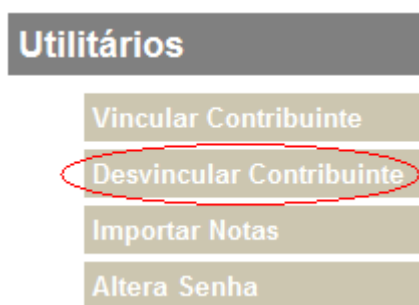 Utilitários
Vincular Contribuinte
Desvincular Contribuinte
Importar Notas
Altera Senha